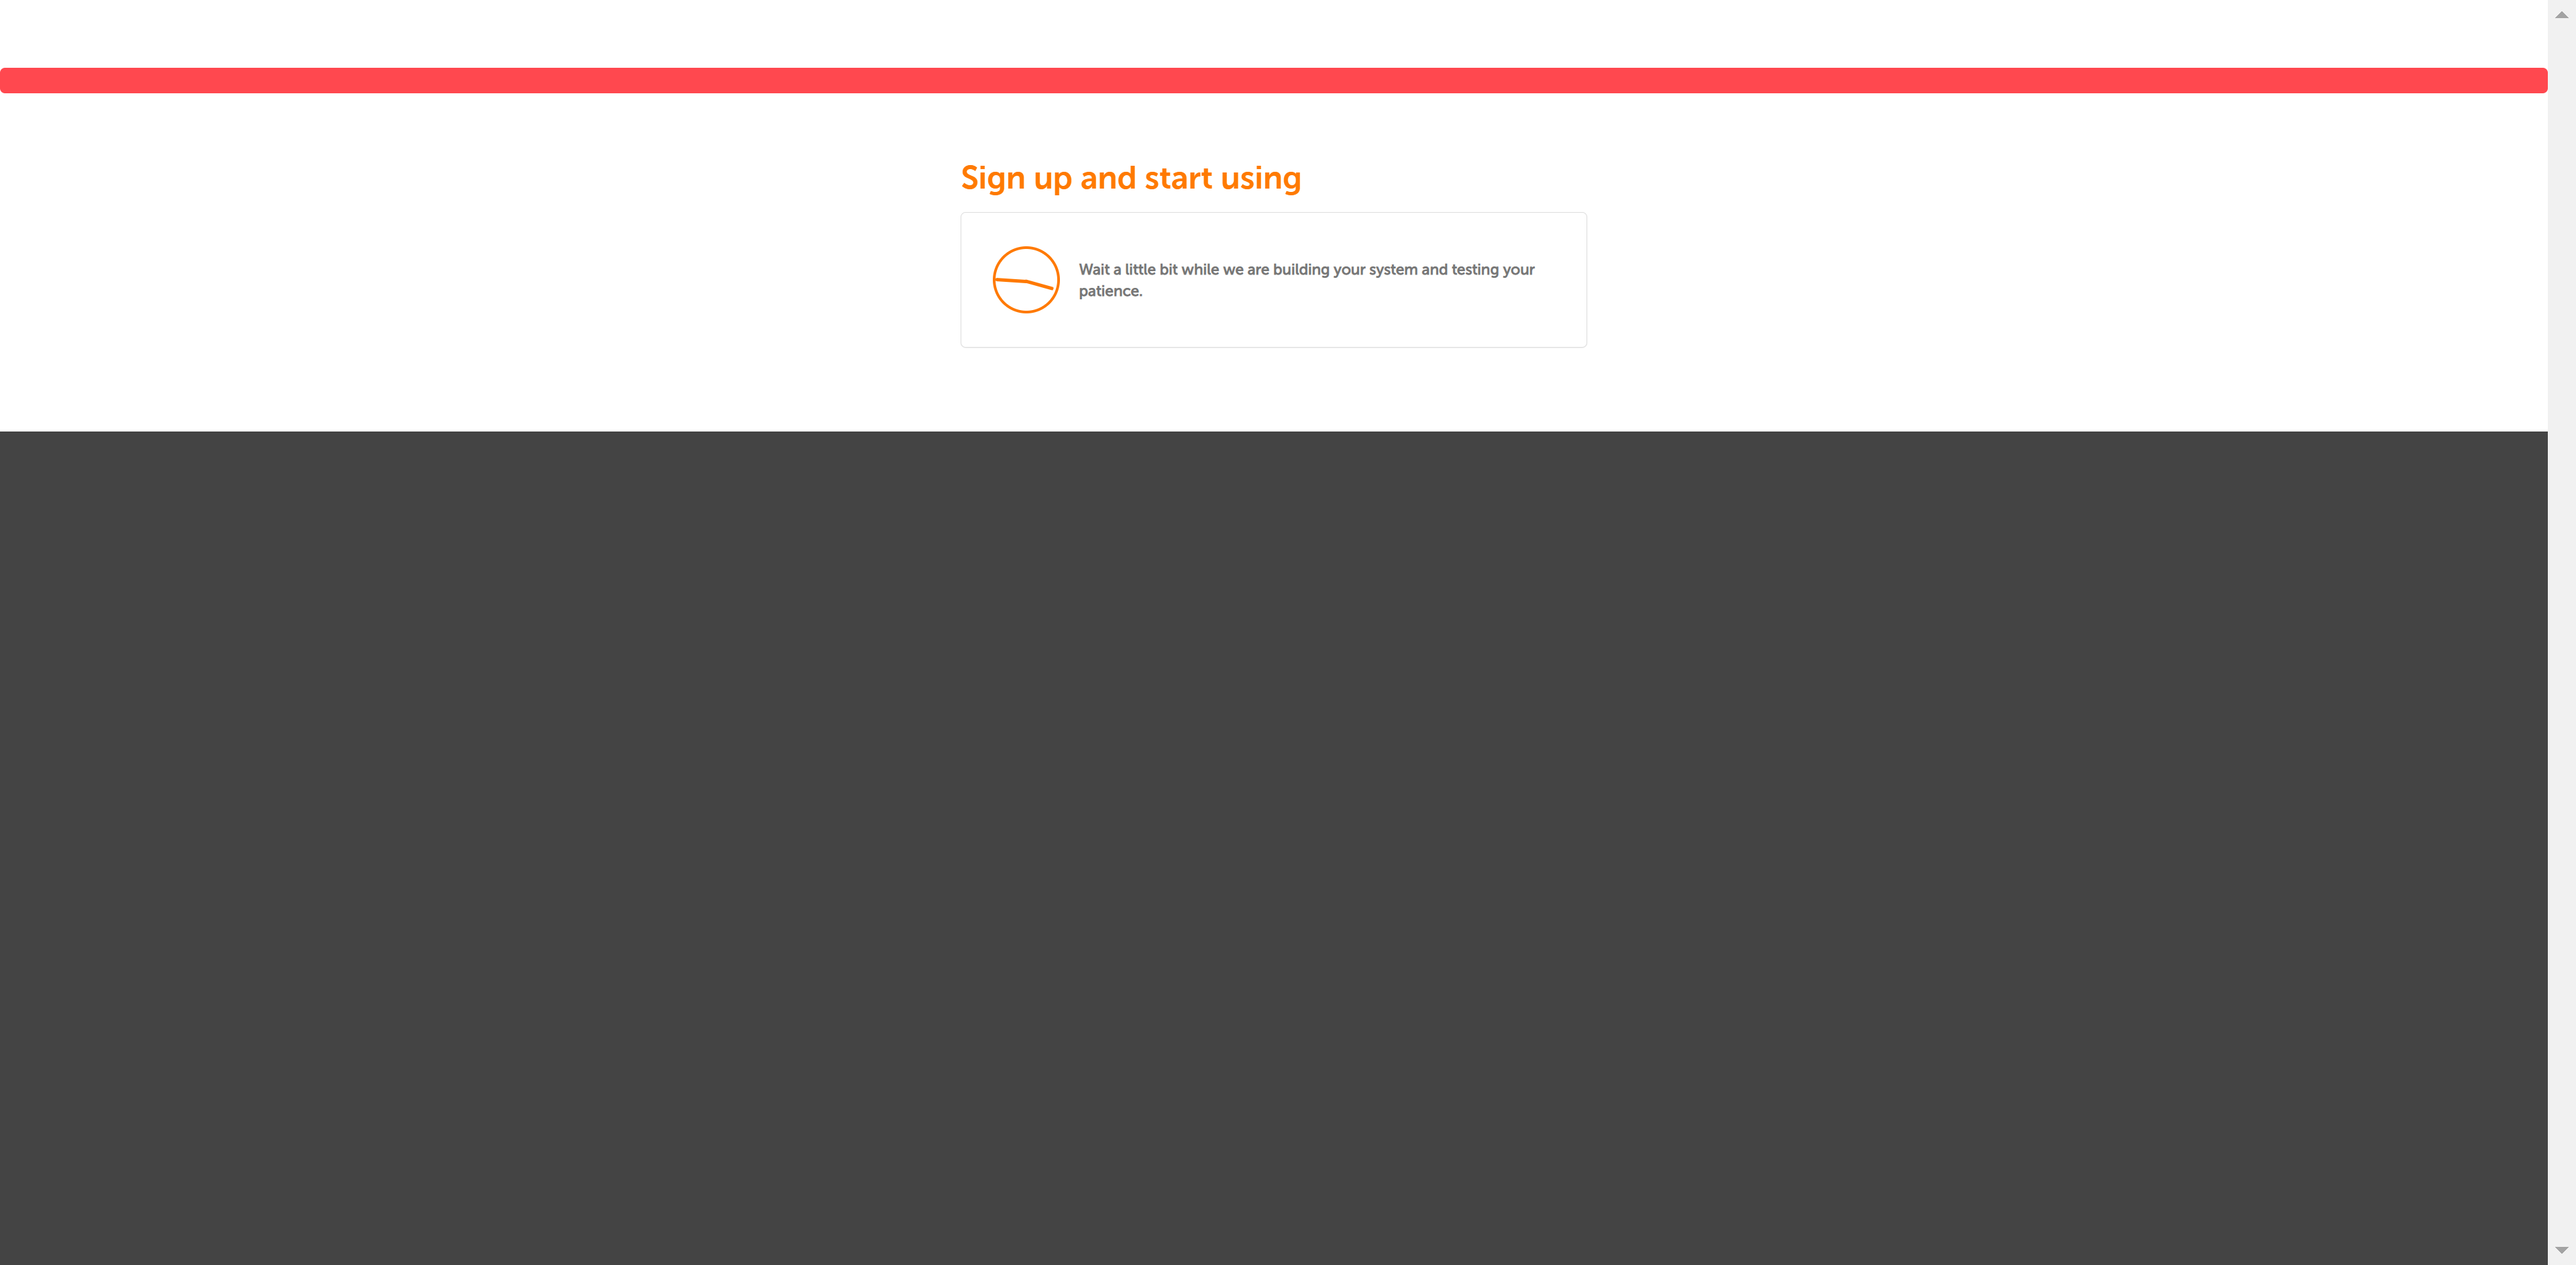 Sign up and start using
Wait a little bit while we are building your system and testing your
patience.